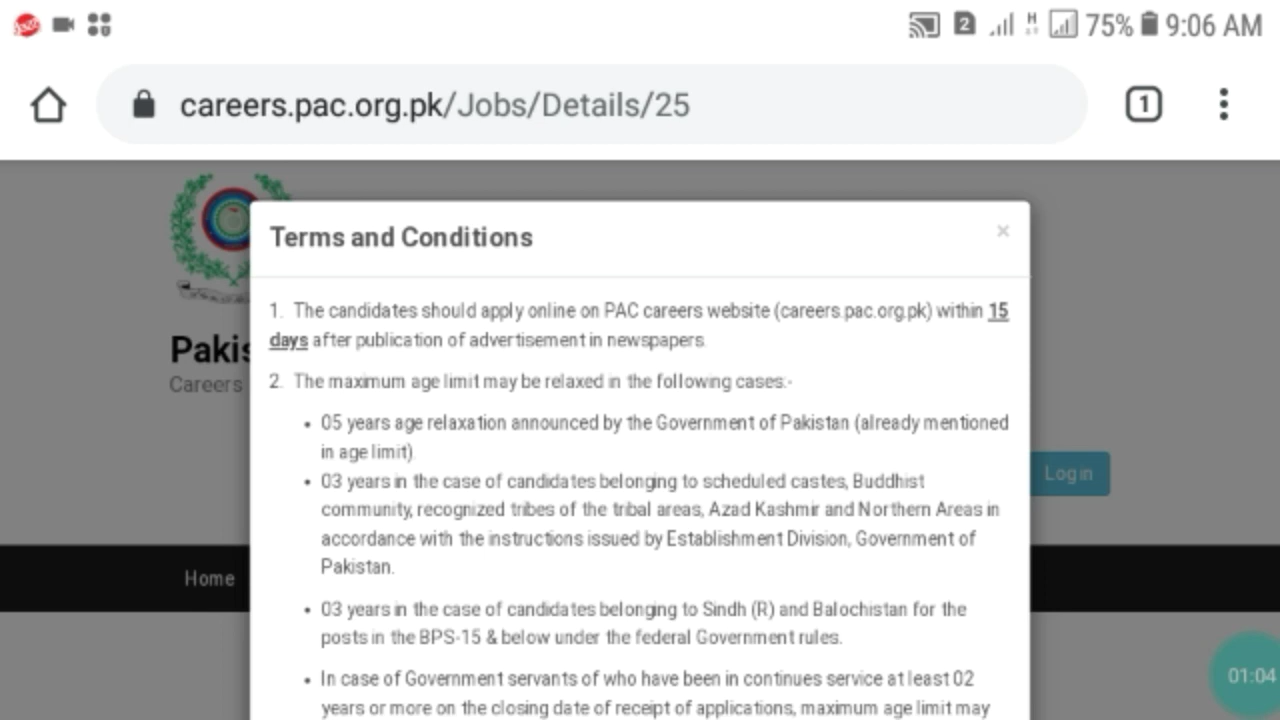 2 75% 9:06 AM
careers.pac.org.pk/Jobs/Details/25 1
Terms and Conditions ×
1. The candidates should apply online on PAC careers website (careers.pac.org.pk) within 15
days after publication of advertisement in newspapers.
Pakis
2. The maximum age limit may be relaxed in the following cases:-
Careers
• 05 years age relaxation announced by the Government of Pakistan (already mentioned
in age limit).
• 03 years in the case of candidates belonging to scheduled castes, Buddhist
Login
community, recognized tribes of the tribal areas, Azad Kashmir and Northern Areas in
accordance with the instructions issued by Establishment Division, Government of
Pakistan.
Home
• 03 years in the case of candidates belonging to Sindh (R) and Balochistan for the
posts in the BPS-15 & below under the federal Government rules.
• In case of Government servants of who have been in continues service at least 02
01:04
years or more on the closing date of receipt of applications, maximum age limit may